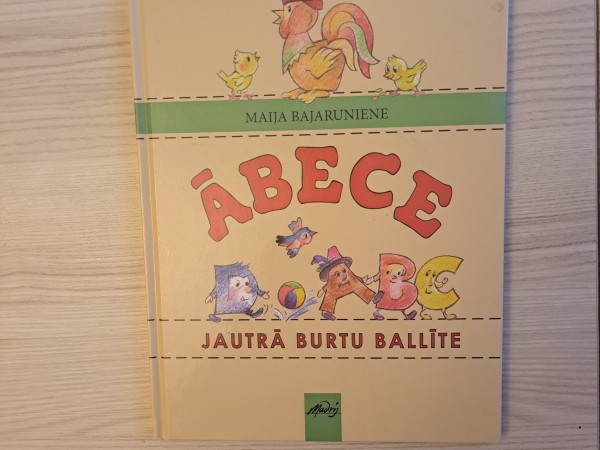 MAIJA BAJARUNIENE
ĀBECE
ABC
JAUTRĀ BURTU BALLĪTE
Madris